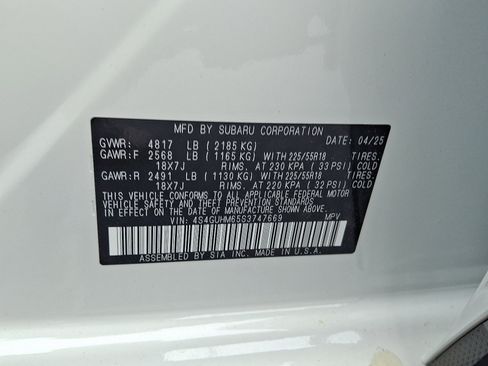 MFD BY SUBARU CORPORATION DATE: 04/25
GVWR: 4817 LB (2185 KG)
GAWR:F 2568 LB (1165 KG) WITH 225/55R18 TIRES.
18X7J RIMS. AT 230 KPA (33 PSI) COLD
GAWR:R 2491 LB (1130 KG) WITH 225/55R18 TIRES.
18X7J RIMS. AT 220 KPA (32 PSI) COLD
THIS VEHICLE CONFORMS TO ALL APPLICABLE FEDERAL MOTOR
VEHICLE SAFETY AND THEFT PREVENTION STANDARDS
IN EFFECT ON THE DATE OF MANUFACTURE SHOWN ABOVE.
VIN: 4S4GUHM65S3747669 MPV
ASSEMBLED BY SIA INC. MADE IN U.S.A.